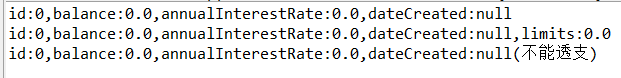 id:0,balance:0.0,annualInterestRate:0.0,dateCreated:null
id:0,balance:0.0,annualInterestRate:0.0,dateCreated:null,limits:0.0
id:0,balance:0.0,annualInterestRate:0.0,dateCreated:null(不能透支)